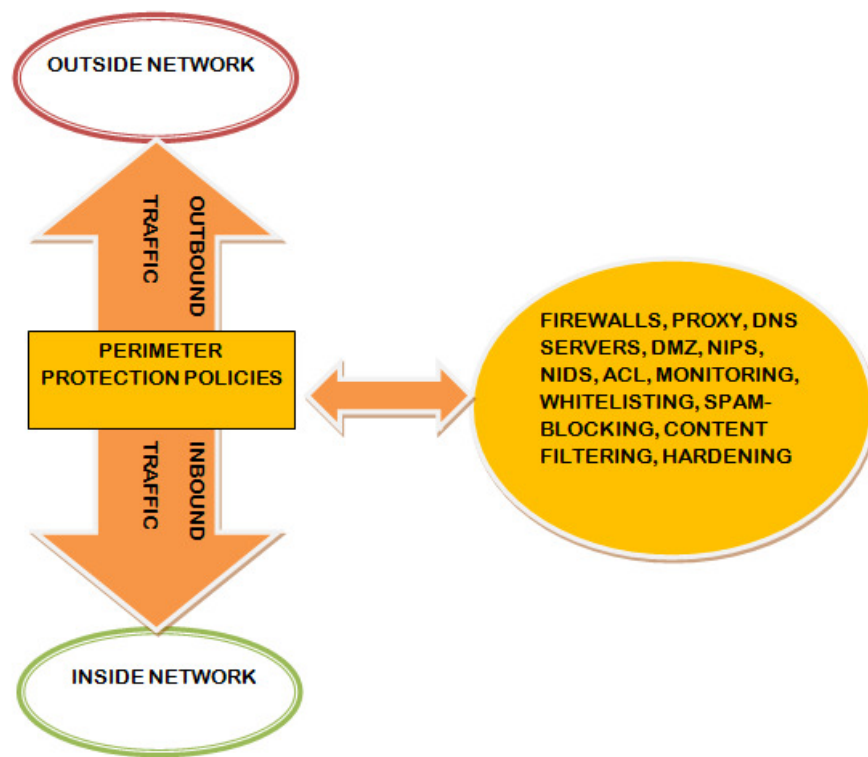 OUTSIDE NETWORK
OUTBOUND
TRAFFIC
PERIMETER
PROTECTION POLICIES
INBOUND
TRAFFIC
INSIDE NETWORK
FIREWALLS, PROXY, DNS
SERVERS, DMZ, NIPS,
NIDS, ACL, MONITORING,
WHITELISTING, SPAM-
BLOCKING, CONTENT
FILTERING, HARDENING